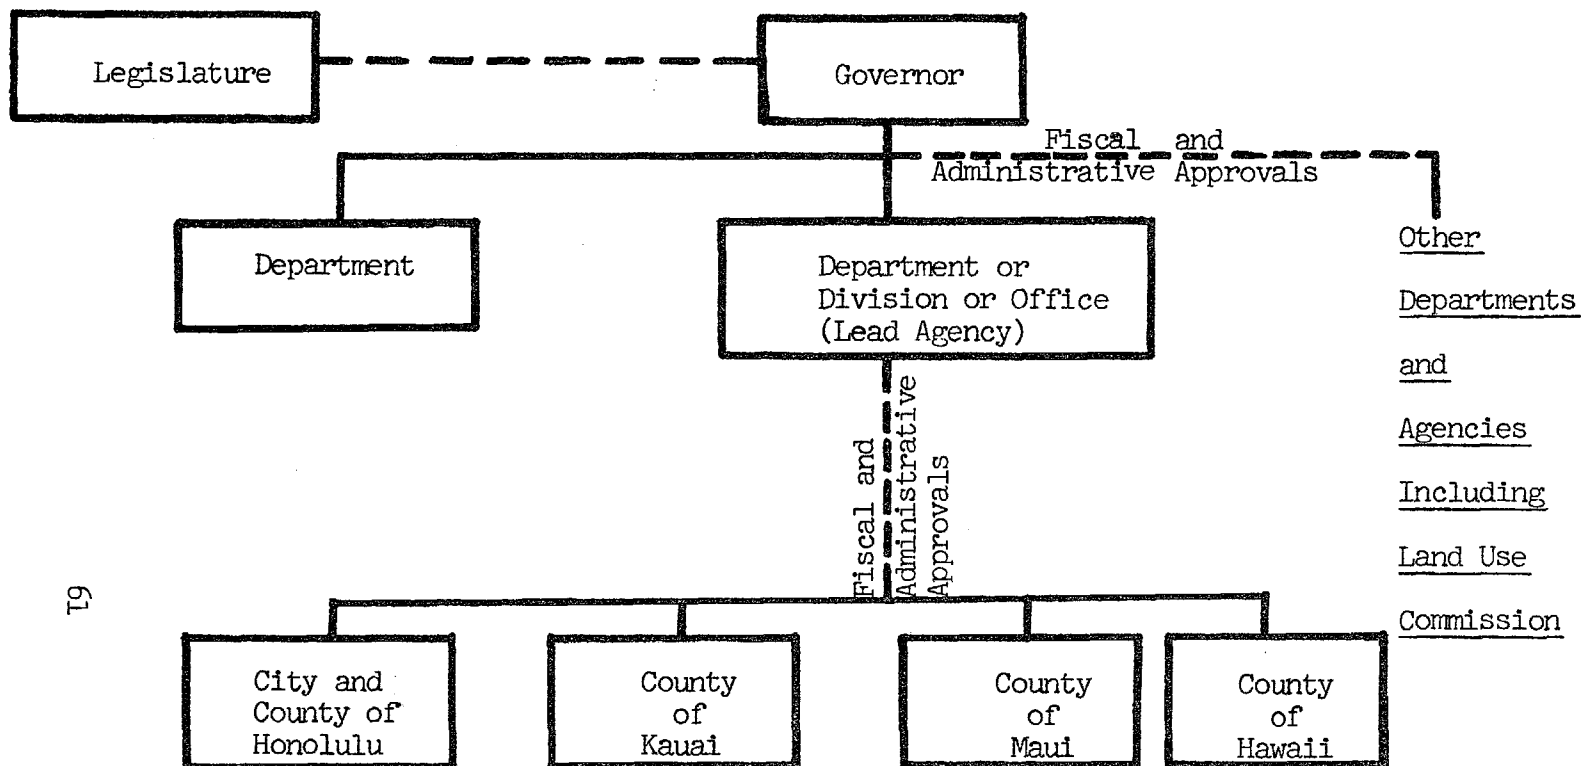 Legislature
Governor
Fiscal and
Administrative Approvals
Department
Department or
Division or Office
(Lead Agency)
Other
Departments
and
Agencies
Including
Land Use
Commission
Fiscal and
Administrative
Approvals
61
City and
County of
Honolulu
County
of
Kauai
County
of
Maui
County
of
Hawaii